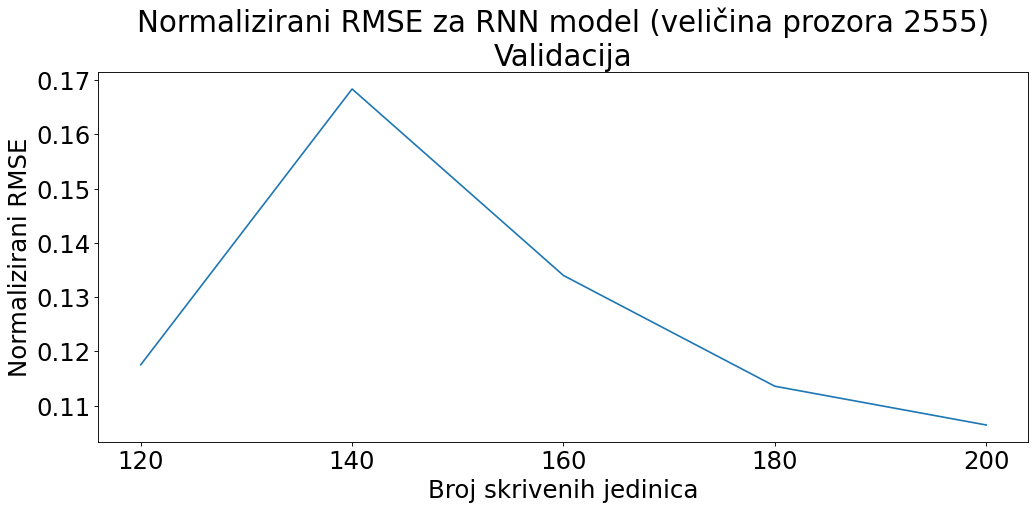 Normalizirani RMSE za RNN model (veličina prozora 2555)
Validacija
Normalizirani RMSE
0.17
0.16
0.15
0.14
0.13
0.12
0.11
120 140 160 180 200
Broj skrivenih jedinica